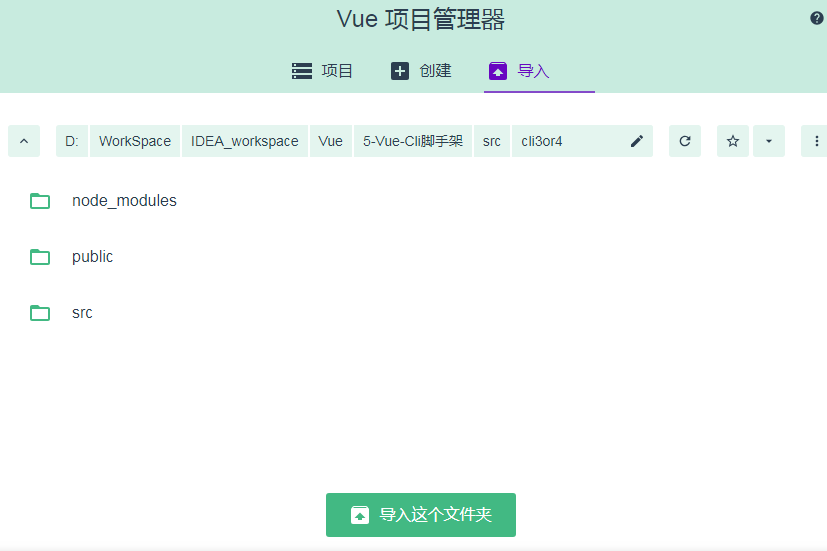 Vue 项目管理器
项目 创建 导入
D: WorkSpace IDEA_workspace Vue 5-Vue-Cli脚手架 src cli3or4
node_modules
public
src
导入这个文件夹